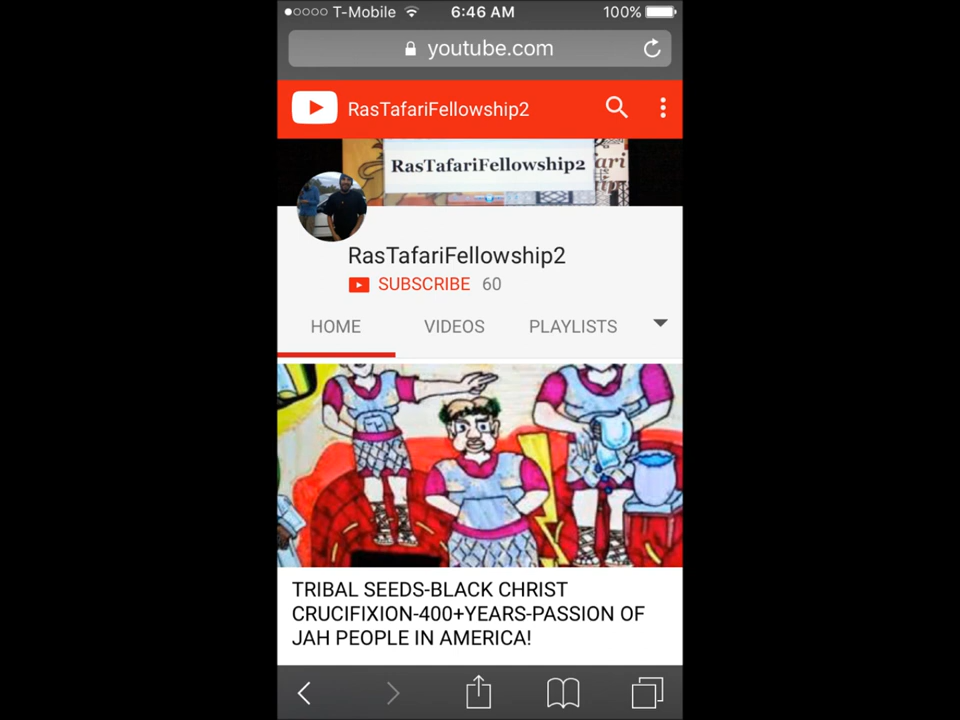 T-Mobile 6:46 AM 100%
youtube.com
RasTafariFellowship2
RasTafariFellowship2
ari
RasTafariFellowship2
SUBSCRIBE 60
HOME VIDEOS PLAYLISTS
TRIBAL SEEDS-BLACK CHRIST
CRUCIFIXION-400+YEARS-PASSION OF
JAH PEOPLE IN AMERICA!